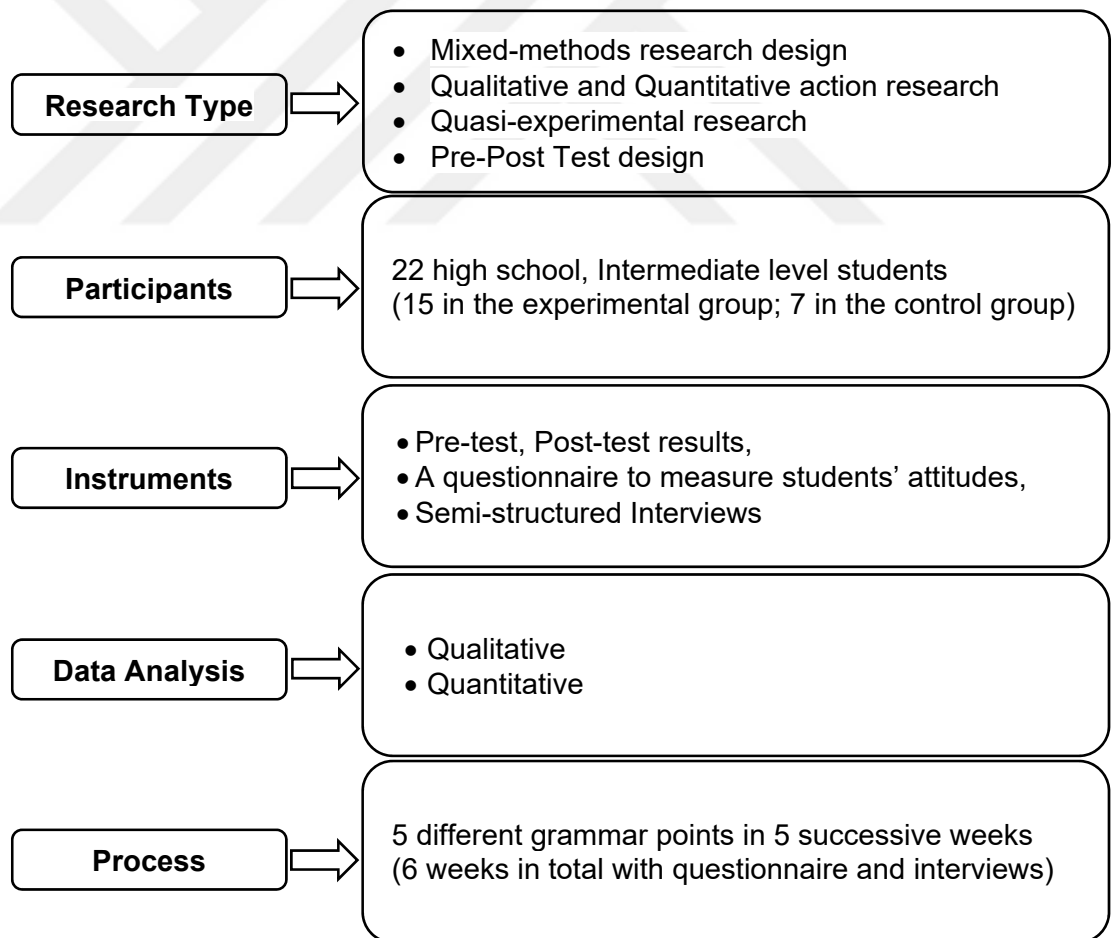 Research Type
• Mixed-methods research design
• Qualitative and Quantitative action research
• Quasi-experimental research
• Pre-Post Test design
Participants
22 high school, Intermediate level students
(15 in the experimental group; 7 in the control group)
Instruments
• Pre-test, Post-test results,
• A questionnaire to measure students’ attitudes,
• Semi-structured Interviews
Data Analysis
• Qualitative
• Quantitative
Process
5 different grammar points in 5 successive weeks
(6 weeks in total with questionnaire and interviews)